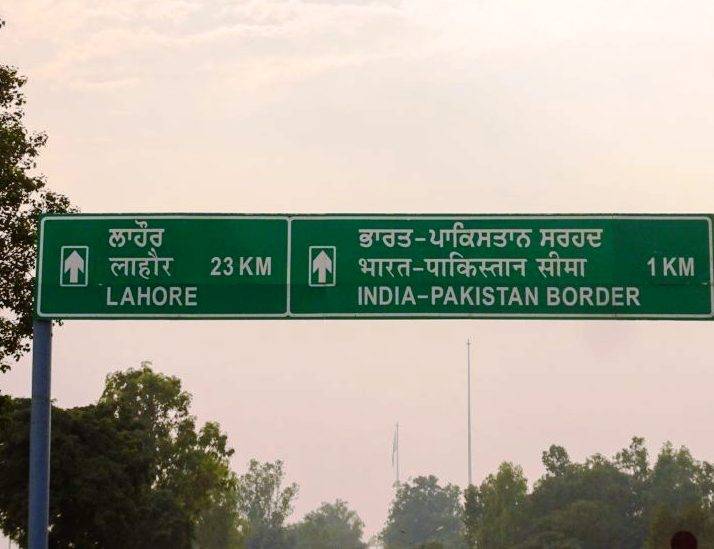 ਲਾਹੌਰ
लाहौर 23 KM
LAHORE
ਭਾਰਤ-ਪਾਕਿਸਤਾਨ ਸਰਹਦ
भारत-पाकिस्तान सीमा 1 KM
INDIA-PAKISTAN BORDER